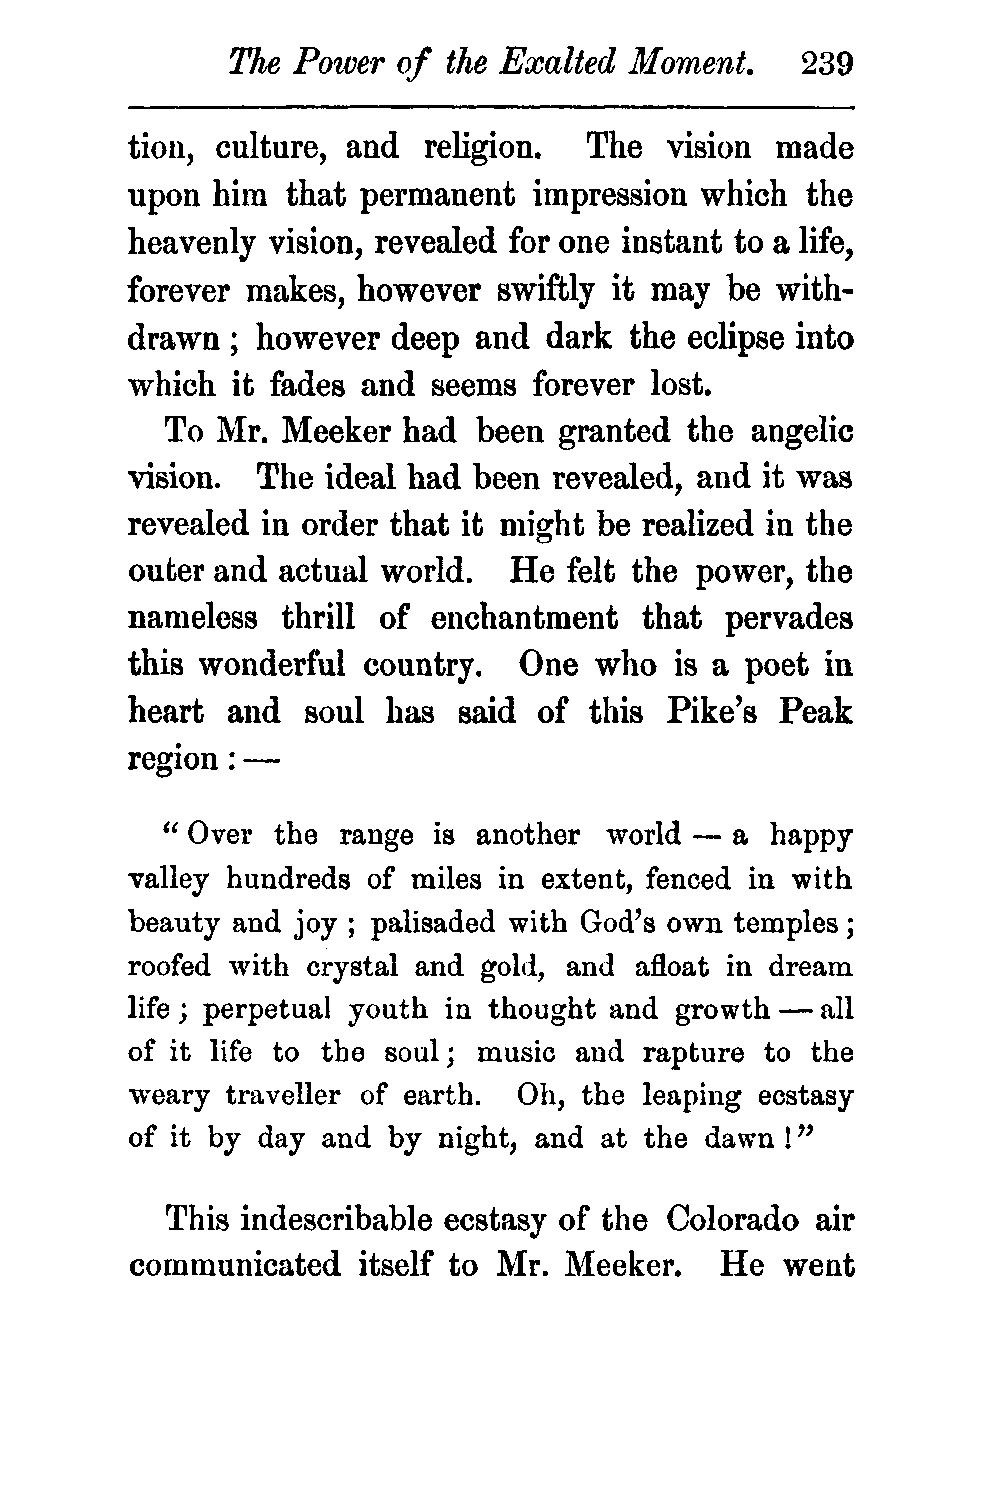 The Power of the Exalted Moment. 239
tion, culture, and religion. The vision made
upon him that permanent impression which the
heavenly vision, revealed for one instant to a life,
forever makes, however swiftly it may be with-
drawn ; however deep and dark the eclipse into
which it fades and seems forever lost.
To Mr. Meeker had been granted the angelic
vision. The ideal had been revealed, and it was
revealed in order that it might be realized in the
outer and actual world. He felt the power, the
nameless thrill of enchantment that pervades
this wonderful country. One who is a poet in
heart and soul has said of this Pike's Peak
region : —
“ Over the range is another world — a happy
valley hundreds of miles in extent, fenced in with
beauty and joy ; palisaded with God's own temples ;
roofed with crystal and gold, and afloat in dream
life ; perpetual youth in thought and growth — all
of it life to the soul ; music and rapture to the
weary traveller of earth. Oh, the leaping ecstasy
of it by day and by night, and at the dawn ! ”
This indescribable ecstasy of the Colorado air
communicated itself to Mr. Meeker. He went